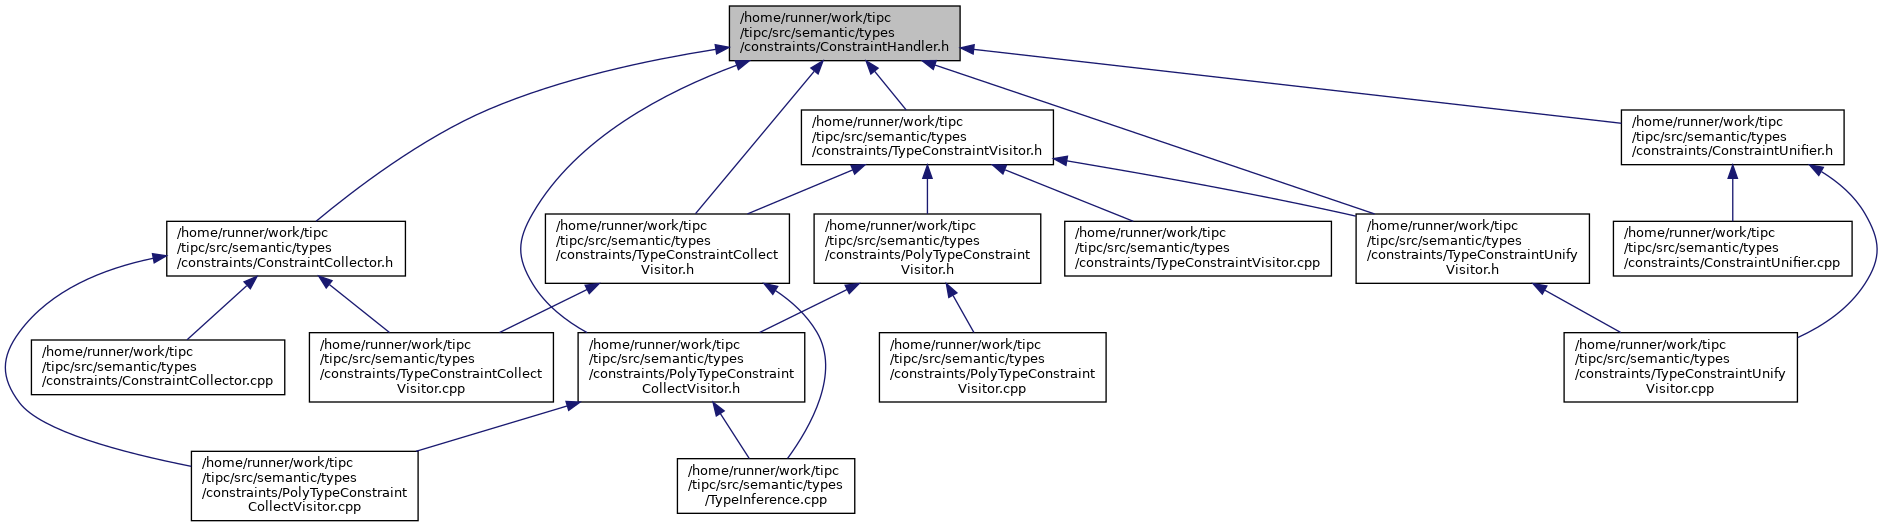 /home/runner/work/tipc
/tipc/src/semantic/types
/constraints/ConstraintHandler.h
/home/runner/work/tipc
/tipc/src/semantic/types
/constraints/TypeConstraintVisitor.h
/home/runner/work/tipc
/tipc/src/semantic/types
/constraints/ConstraintUnifier.h
/home/runner/work/tipc
/tipc/src/semantic/types
/constraints/ConstraintCollector.h
/home/runner/work/tipc
/tipc/src/semantic/types
/constraints/TypeConstraintCollect
Visitor.h
/home/runner/work/tipc
/tipc/src/semantic/types
/constraints/PolyTypeConstraint
Visitor.h
/home/runner/work/tipc
/tipc/src/semantic/types
/constraints/TypeConstraintVisitor.cpp
/home/runner/work/tipc
/tipc/src/semantic/types
/constraints/TypeConstraintUnify
Visitor.h
/home/runner/work/tipc
/tipc/src/semantic/types
/constraints/ConstraintUnifier.cpp
/home/runner/work/tipc
/tipc/src/semantic/types
/constraints/ConstraintCollector.cpp
/home/runner/work/tipc
/tipc/src/semantic/types
/constraints/TypeConstraintCollect
Visitor.cpp
/home/runner/work/tipc
/tipc/src/semantic/types
/constraints/PolyTypeConstraint
CollectVisitor.h
/home/runner/work/tipc
/tipc/src/semantic/types
/constraints/PolyTypeConstraint
Visitor.cpp
/home/runner/work/tipc
/tipc/src/semantic/types
/constraints/TypeConstraintUnify
Visitor.cpp
/home/runner/work/tipc
/tipc/src/semantic/types
/constraints/PolyTypeConstraint
CollectVisitor.cpp
/home/runner/work/tipc
/tipc/src/semantic/types
/TypeInference.cpp